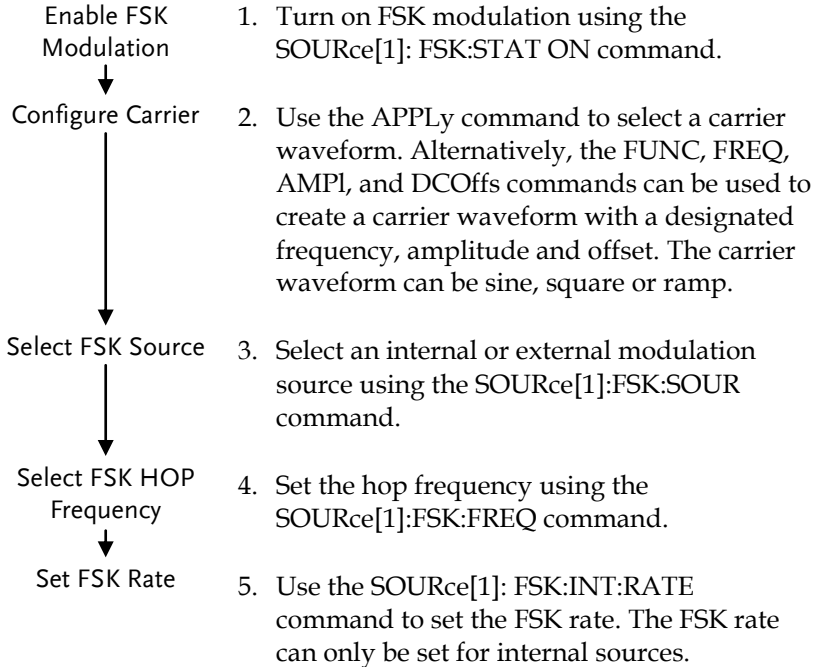 Enable FSK
Modulation
1. Turn on FSK modulation using the
SOURce[1]: FSK:STAT ON command.
Configure Carrier
2. Use the APPLy command to select a carrier
waveform. Alternatively, the FUNC, FREQ,
AMPl, and DCOffs commands can be used to
create a carrier waveform with a designated
frequency, amplitude and offset. The carrier
waveform can be sine, square or ramp.
Select FSK Source
3. Select an internal or external modulation
source using the SOURce[1]:FSK:SOUR
command.
Select FSK HOP
Frequency
4. Set the hop frequency using the
SOURce[1]:FSK:FREQ command.
Set FSK Rate
5. Use the SOURce[1]: FSK:INT:RATE
command to set the FSK rate. The FSK rate
can only be set for internal sources.